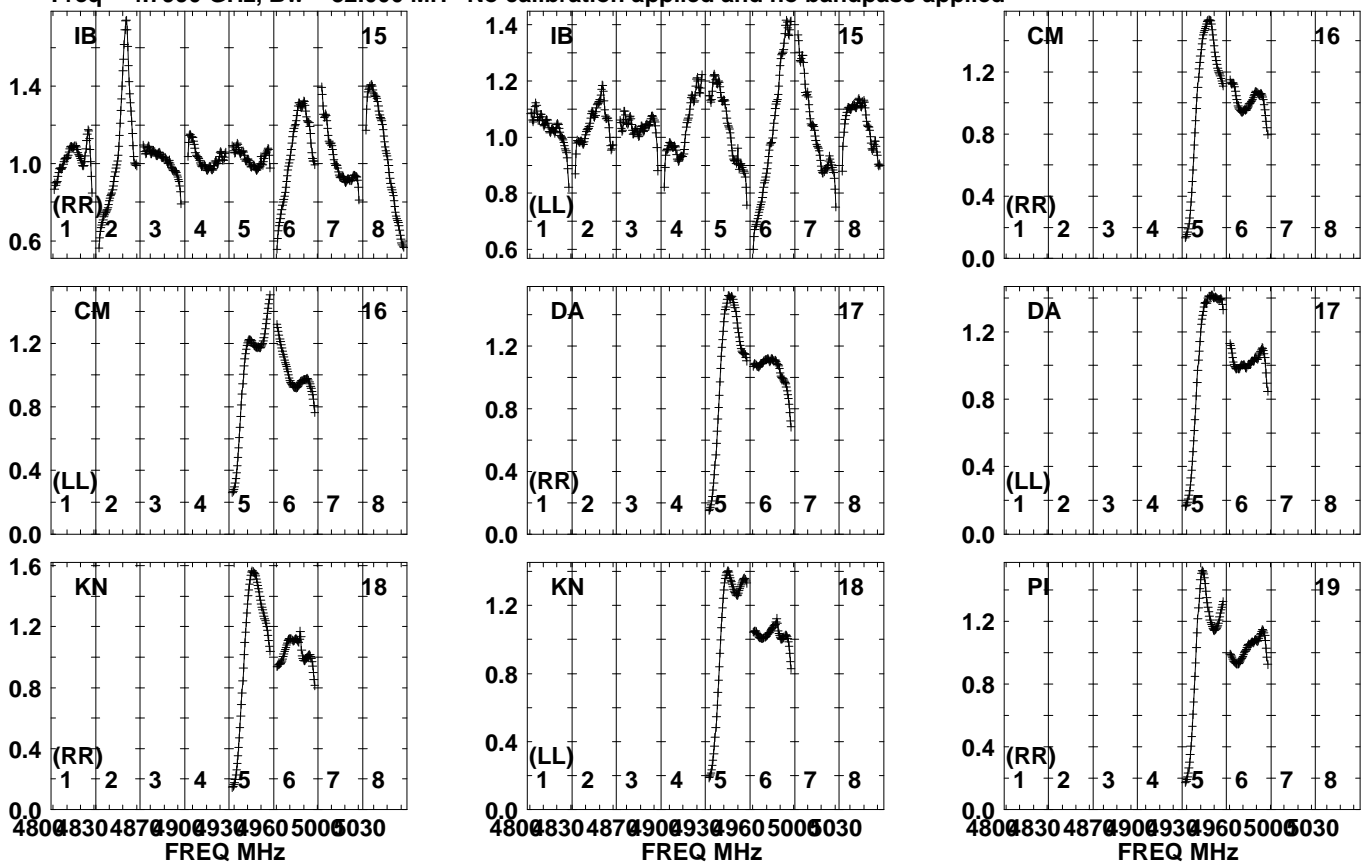 No calibration applied and no bandpass applied
IB 15 IB 15 CM 16
1.4 1.0 0.6
1.4 1.2 1.0 0.8 0.6
1.2 0.8 0.4 0.0
(RR) (LL) (RR)
1 2 3 4 5 6 7 8
1 2 3 4 5 6 7 8
1 2 3 4 5 6 7 8
CM 16 DA 17 DA 17
1.2 0.8 0.4 0.0
1.2 0.8 0.4 0.0
1.2 0.8 0.4 0.0
(LL) (RR) (LL)
1 2 3 4 5 6 7 8
1 2 3 4 5 6 7 8
1 2 3 4 5 6 7 8
KN 18 KN 18 PI 19
1.6 1.2 0.8 0.4 0.0
1.2 0.8 0.4 0.0
1.2 0.8 0.4 0.0
(RR) (LL) (RR)
1 2 3 4 5 6 7 8
1 2 3 4 5 6 7 8
1 2 3 4 5 6 7 8
4800 4830 4870 4900 4930 4960 5000 5030
4800 4830 4870 4900 4930 4960 5000 5030
4800 4830 4870 4900 4930 4960 5000 5030
FREQ MHz FREQ MHz FREQ MHz